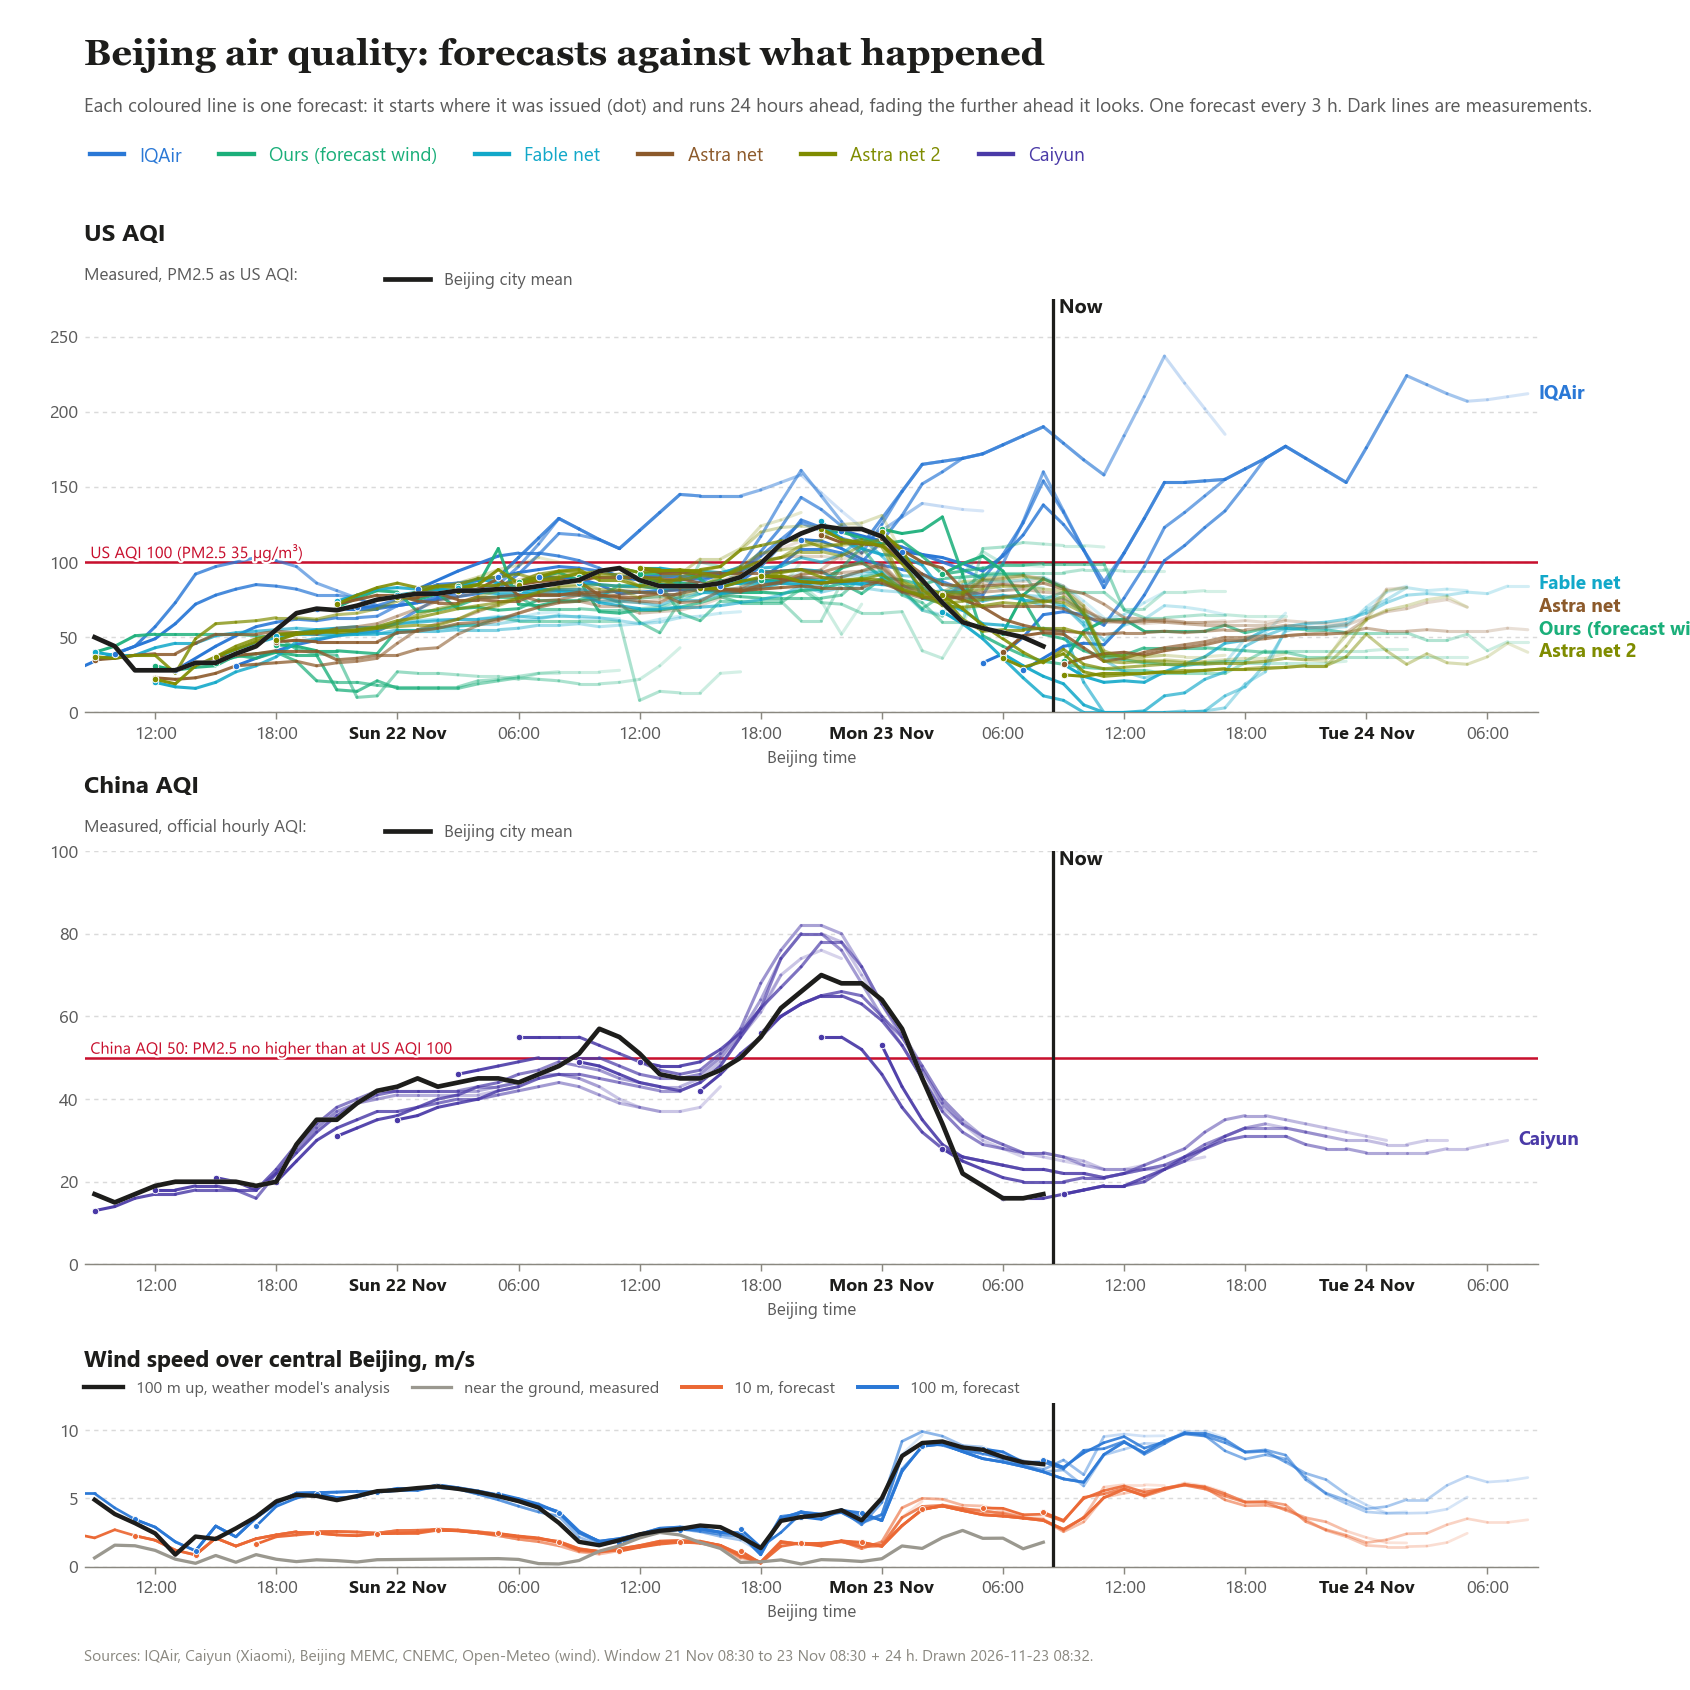 Beijing air quality: forecasts against what happened
Each coloured line is one forecast: it starts where it was issued (dot) and runs 24 hours ahead, fading the further ahead it looks. One forecast every 3 h. Dark lines are measurements.
IQAir Ours (forecast wind) Fable net Astra net Astra net 2 Caiyun
US AQI
Measured, PM2.5 as US AQI: Beijing city mean
Now
250
200
150
100
50
0
US AQI 100 (PM2.5 35 µg/m³)
IQAir
Fable net
Astra net
Ours (forecast wi
Astra net 2
12:00 18:00 Sun 22 Nov 06:00 12:00 18:00 Mon 23 Nov 06:00 12:00 18:00 Tue 24 Nov 06:00
Beijing time
China AQI
Measured, official hourly AQI: Beijing city mean
Now
100
80
60
40
20
0
China AQI 50: PM2.5 no higher than at US AQI 100
Caiyun
12:00 18:00 Sun 22 Nov 06:00 12:00 18:00 Mon 23 Nov 06:00 12:00 18:00 Tue 24 Nov 06:00
Beijing time
Wind speed over central Beijing, m/s
100 m up, weather model's analysis near the ground, measured 10 m, forecast 100 m, forecast
10
5
0
12:00 18:00 Sun 22 Nov 06:00 12:00 18:00 Mon 23 Nov 06:00 12:00 18:00 Tue 24 Nov 06:00
Beijing time
Sources: IQAir, Caiyun (Xiaomi), Beijing MEMC, CNEMC, Open-Meteo (wind). Window 21 Nov 08:30 to 23 Nov 08:30 + 24 h. Drawn 2026-11-23 08:32.